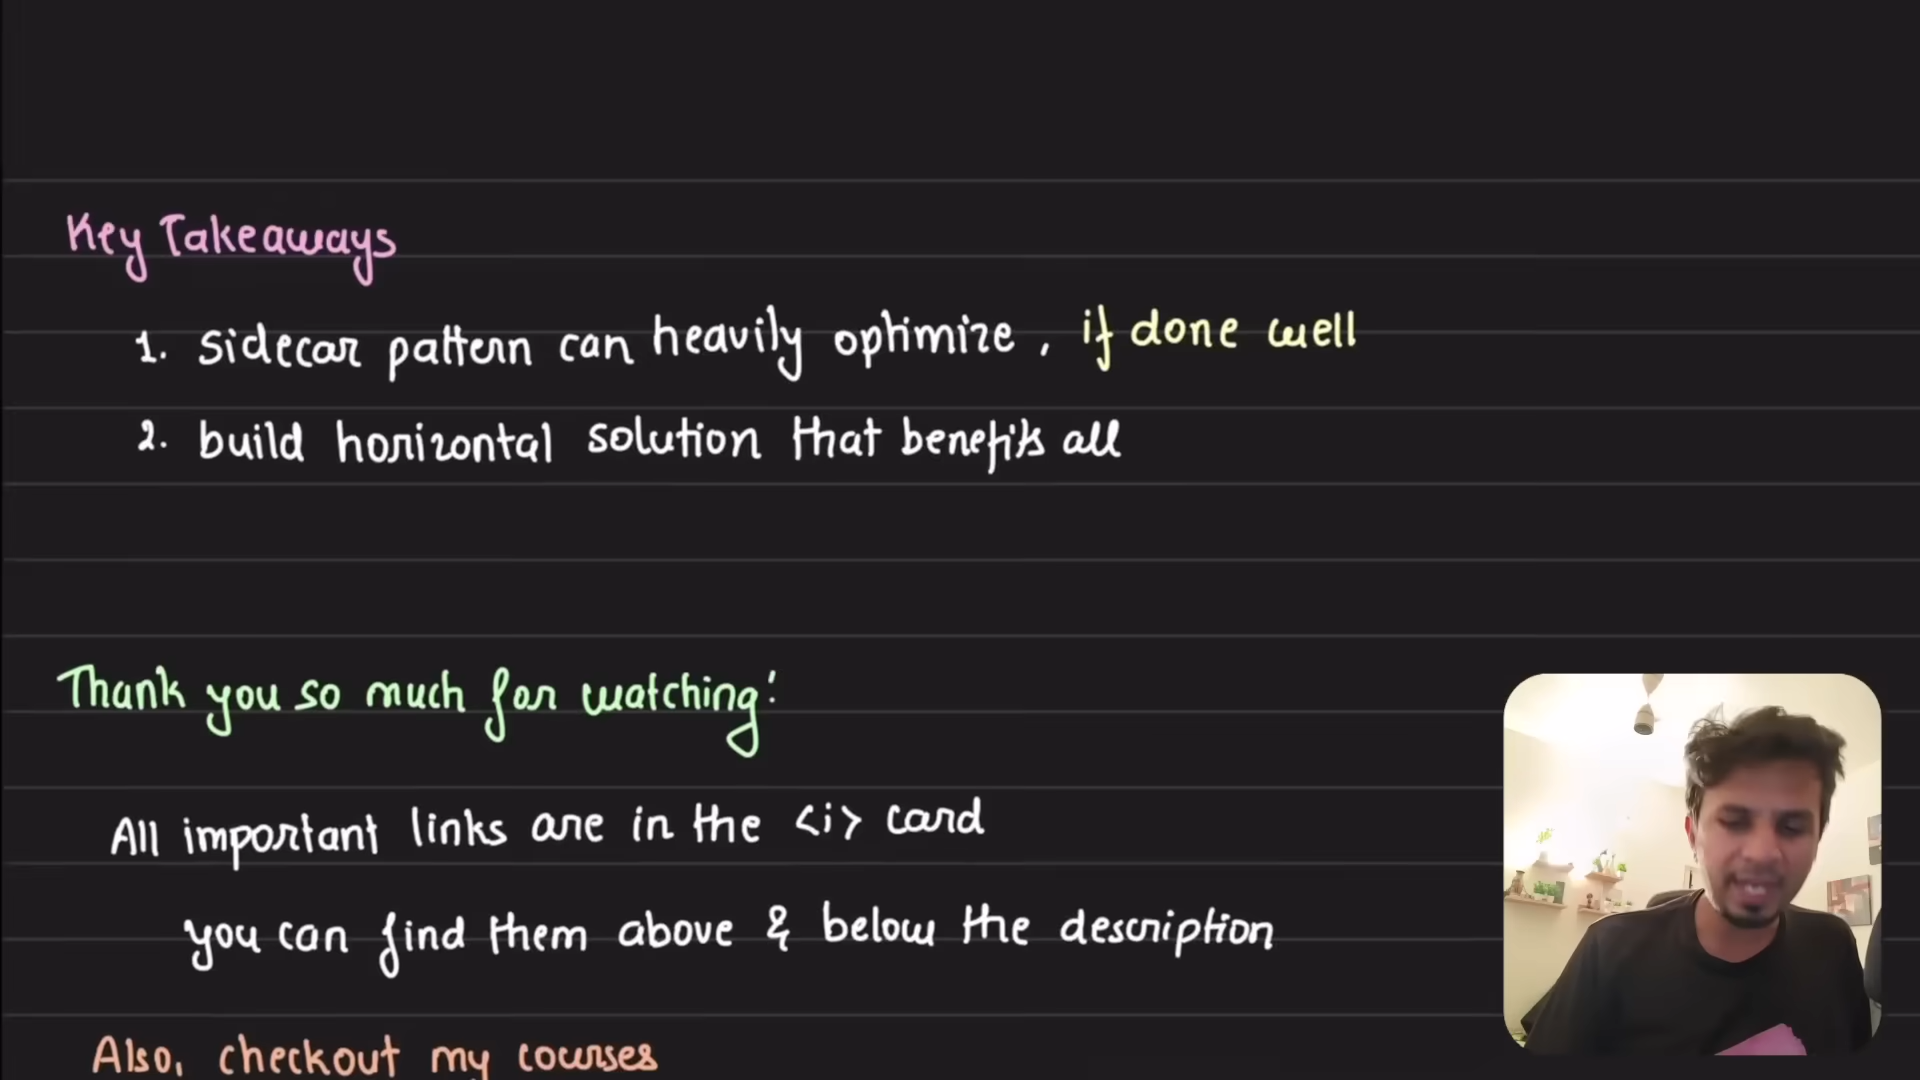 Key Takeaways
1. sidecar pattern can heavily optimize, if done well
2. build horizontal solution that benefits all
Thank you so much for watching!
All important links are in the <i> card
you can find them above & below the description
Also, checkout my courses